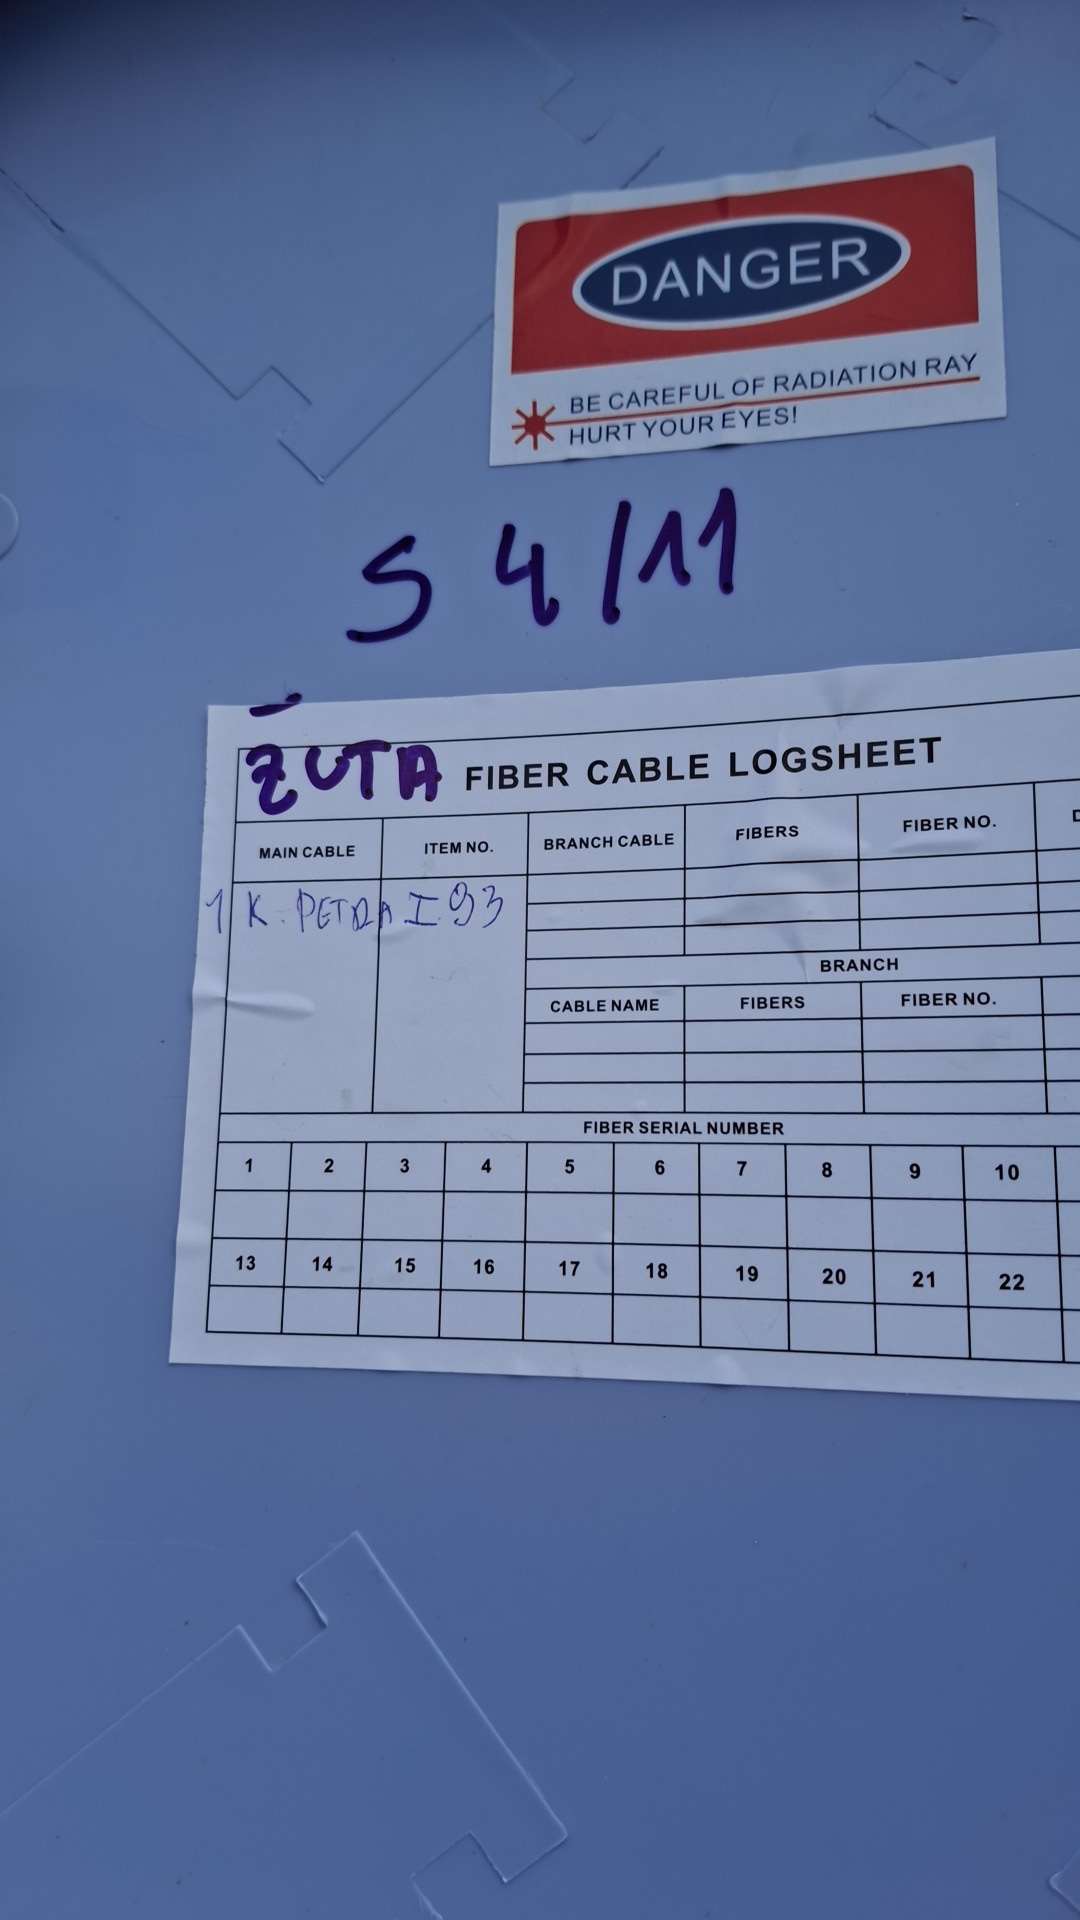 DANGER
BE CAREFUL OF RADIATION RAY
HURT YOUR EYES!
S 4/11
ŽUTA
FIBER CABLE LOGSHEET
MAIN CABLE ITEM NO. BRANCH CABLE FIBERS FIBER NO.
1 K. PETRA I 93
BRANCH
CABLE NAME FIBERS FIBER NO.
FIBER SERIAL NUMBER
1 2 3 4 5 6 7 8 9 10
13 14 15 16 17 18 19 20 21 22